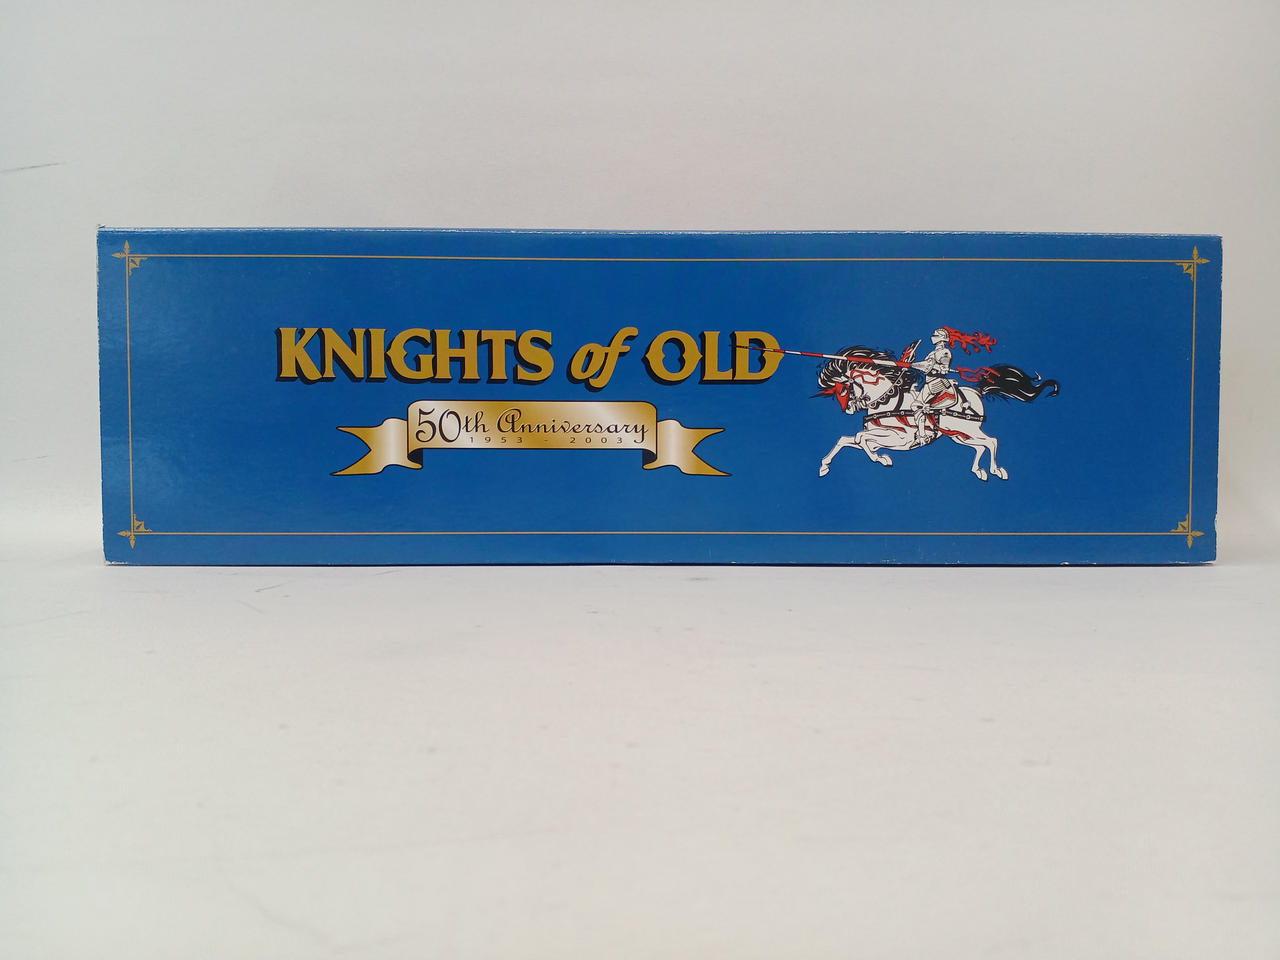 KNIGHTS of OLD
50th Anniversary
1953 - 2003